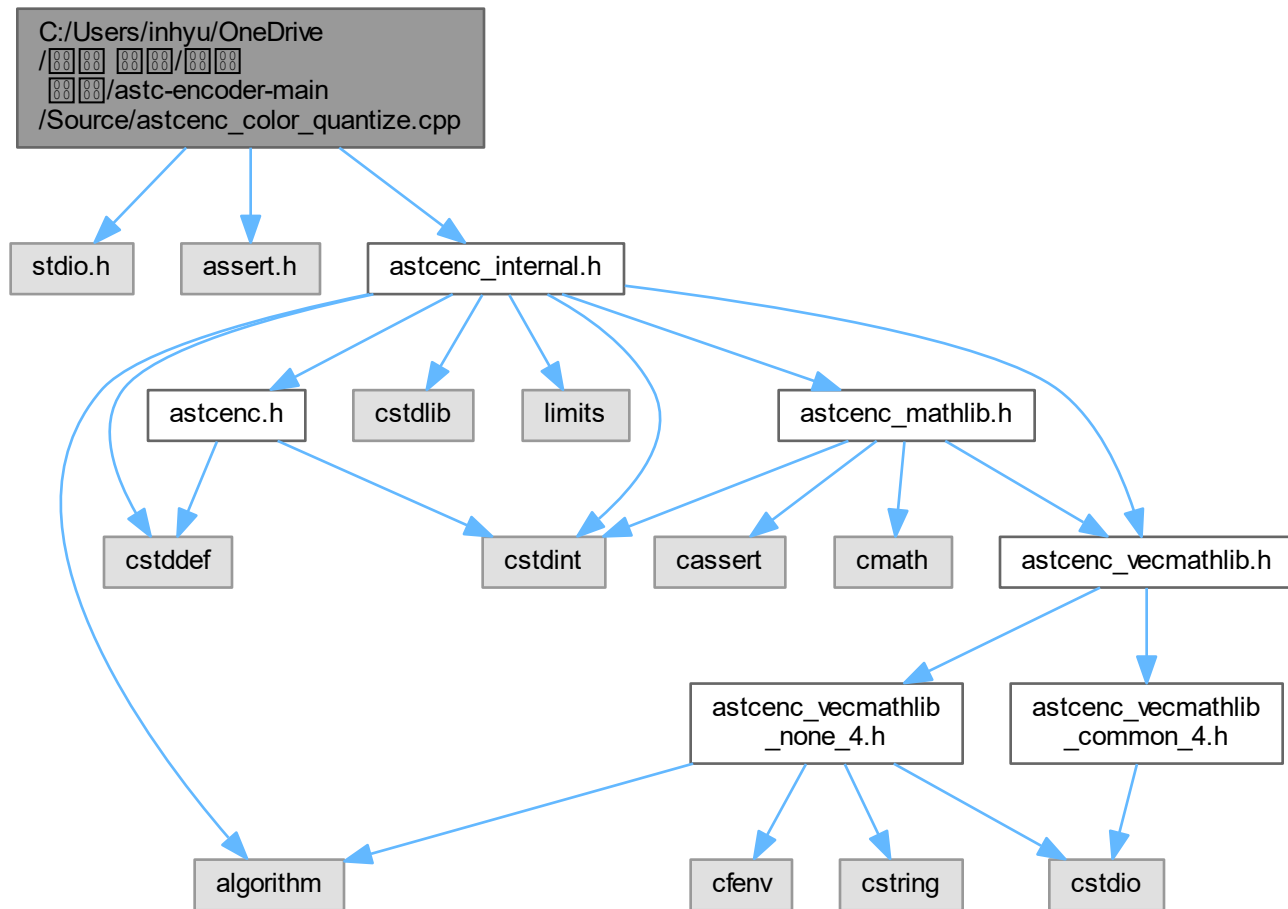 C:/Users/inhyu/OneDrive
/astc-encoder-main
/Source/astcenc_color_quantize.cpp
stdio.h
assert.h
astcenc_internal.h
astcenc.h
cstdlib
limits
astcenc_mathlib.h
cstddef
cstdint
cassert
cmath
astcenc_vecmathlib.h
astcenc_vecmathlib
_none_4.h
astcenc_vecmathlib
_common_4.h
algorithm
cfenv
cstring
cstdio